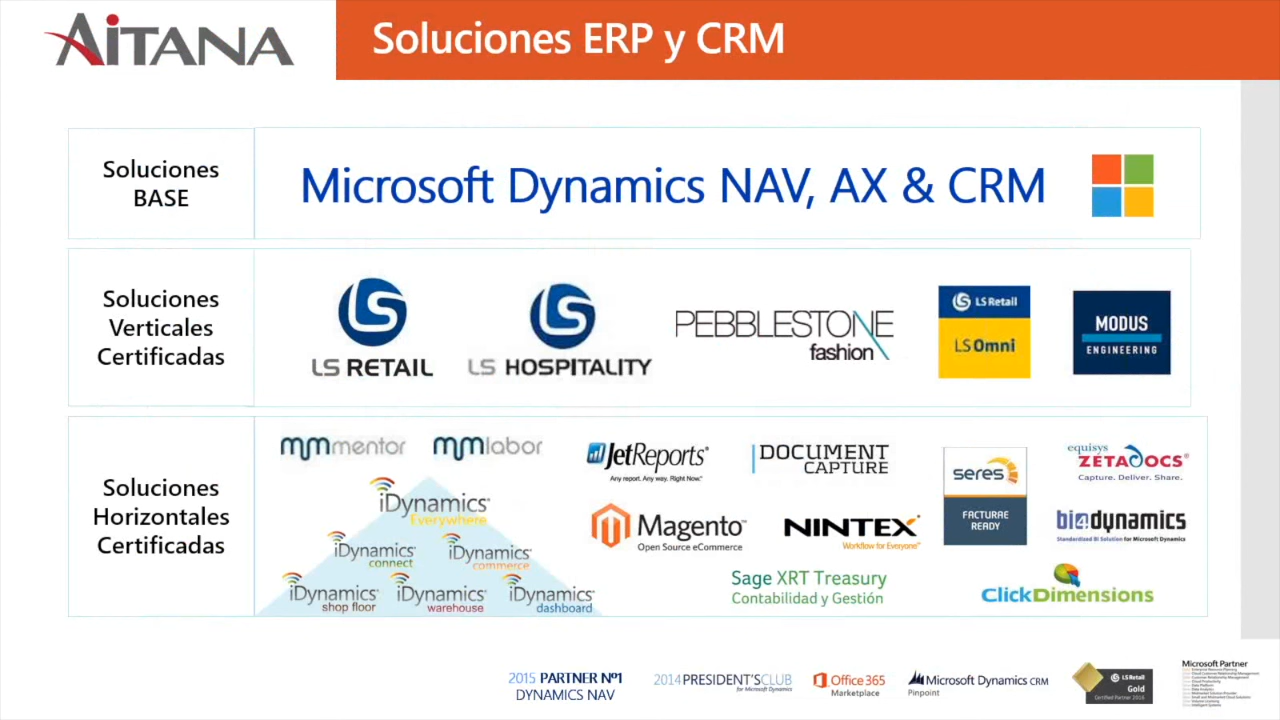 AITANA
Soluciones ERP y CRM
Soluciones
BASE
Microsoft Dynamics NAV, AX & CRM
Soluciones
Verticales
Certificadas
LS RETAIL
LS HOSPITALITY
PEBBLESTONE
fashion
LS Retail
LS Omni
MODUS
ENGINEERING
Soluciones
Horizontales
Certificadas
mentor
labor
JetReports
Any report. Any way. Right Now.
DOCUMENT
CAPTURE
seres
FACTURAE
READY
equisys
ZETADOCS
Capture. Deliver. Share.
iDynamics
Everywhere
iDynamics
connect
iDynamics
commerce
iDynamics
shop floor
iDynamics
warehouse
iDynamics
dashboard
Magento™
Open Source eCommerce
NINTEX
Workflow for Everyone™
bi4dynamics
Standardized BI Solution for Microsoft Dynamics
Sage XRT Treasury
Contabilidad y Gestión
ClickDimensions
2015 PARTNER Nº1
DYNAMICS NAV
2014 PRESIDENT'S CLUB
for Microsoft Dynamics
Office 365
Marketplace
Microsoft Dynamics CRM
Pinpoint
LS Retail
Gold
Certified Partner 2016
Microsoft Partner